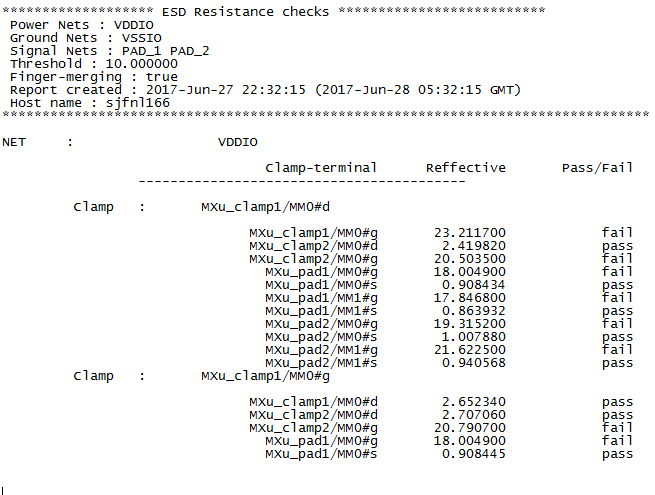 ******************* ESD Resistance checks **************************
Power Nets : VDDIO
Ground Nets : VSSIO
Signal Nets : PAD_1 PAD_2
Threshold : 10.000000
Finger-merging : true
Report created : 2017-Jun-27 22:32:15 (2017-Jun-28 05:32:15 GMT)
Host name : sjfnl166
*********************************************************************************
NET : VDDIO
Clamp-terminal Reffective Pass/Fail
-----------------------------------------
Clamp : MXu_clamp1/MM0#d
MXu_clamp1/MM0#g 23.211700 fail
MXu_clamp2/MM0#d 2.419820 pass
MXu_clamp2/MM0#g 20.503500 fail
MXu_pad1/MM0#g 18.004900 fail
MXu_pad1/MM0#s 0.908434 pass
MXu_pad1/MM1#g 17.846800 fail
MXu_pad1/MM1#s 0.863932 pass
MXu_pad2/MM0#g 19.315200 fail
MXu_pad2/MM0#s 1.007880 pass
MXu_pad2/MM1#g 21.622500 fail
MXu_pad2/MM1#s 0.940568 pass
Clamp : MXu_clamp1/MM0#g
MXu_clamp1/MM0#d 2.652340 pass
MXu_clamp2/MM0#d 2.707060 pass
MXu_clamp2/MM0#g 20.790700 fail
MXu_pad1/MM0#g 18.004900 fail
MXu_pad1/MM0#s 0.908445 pass